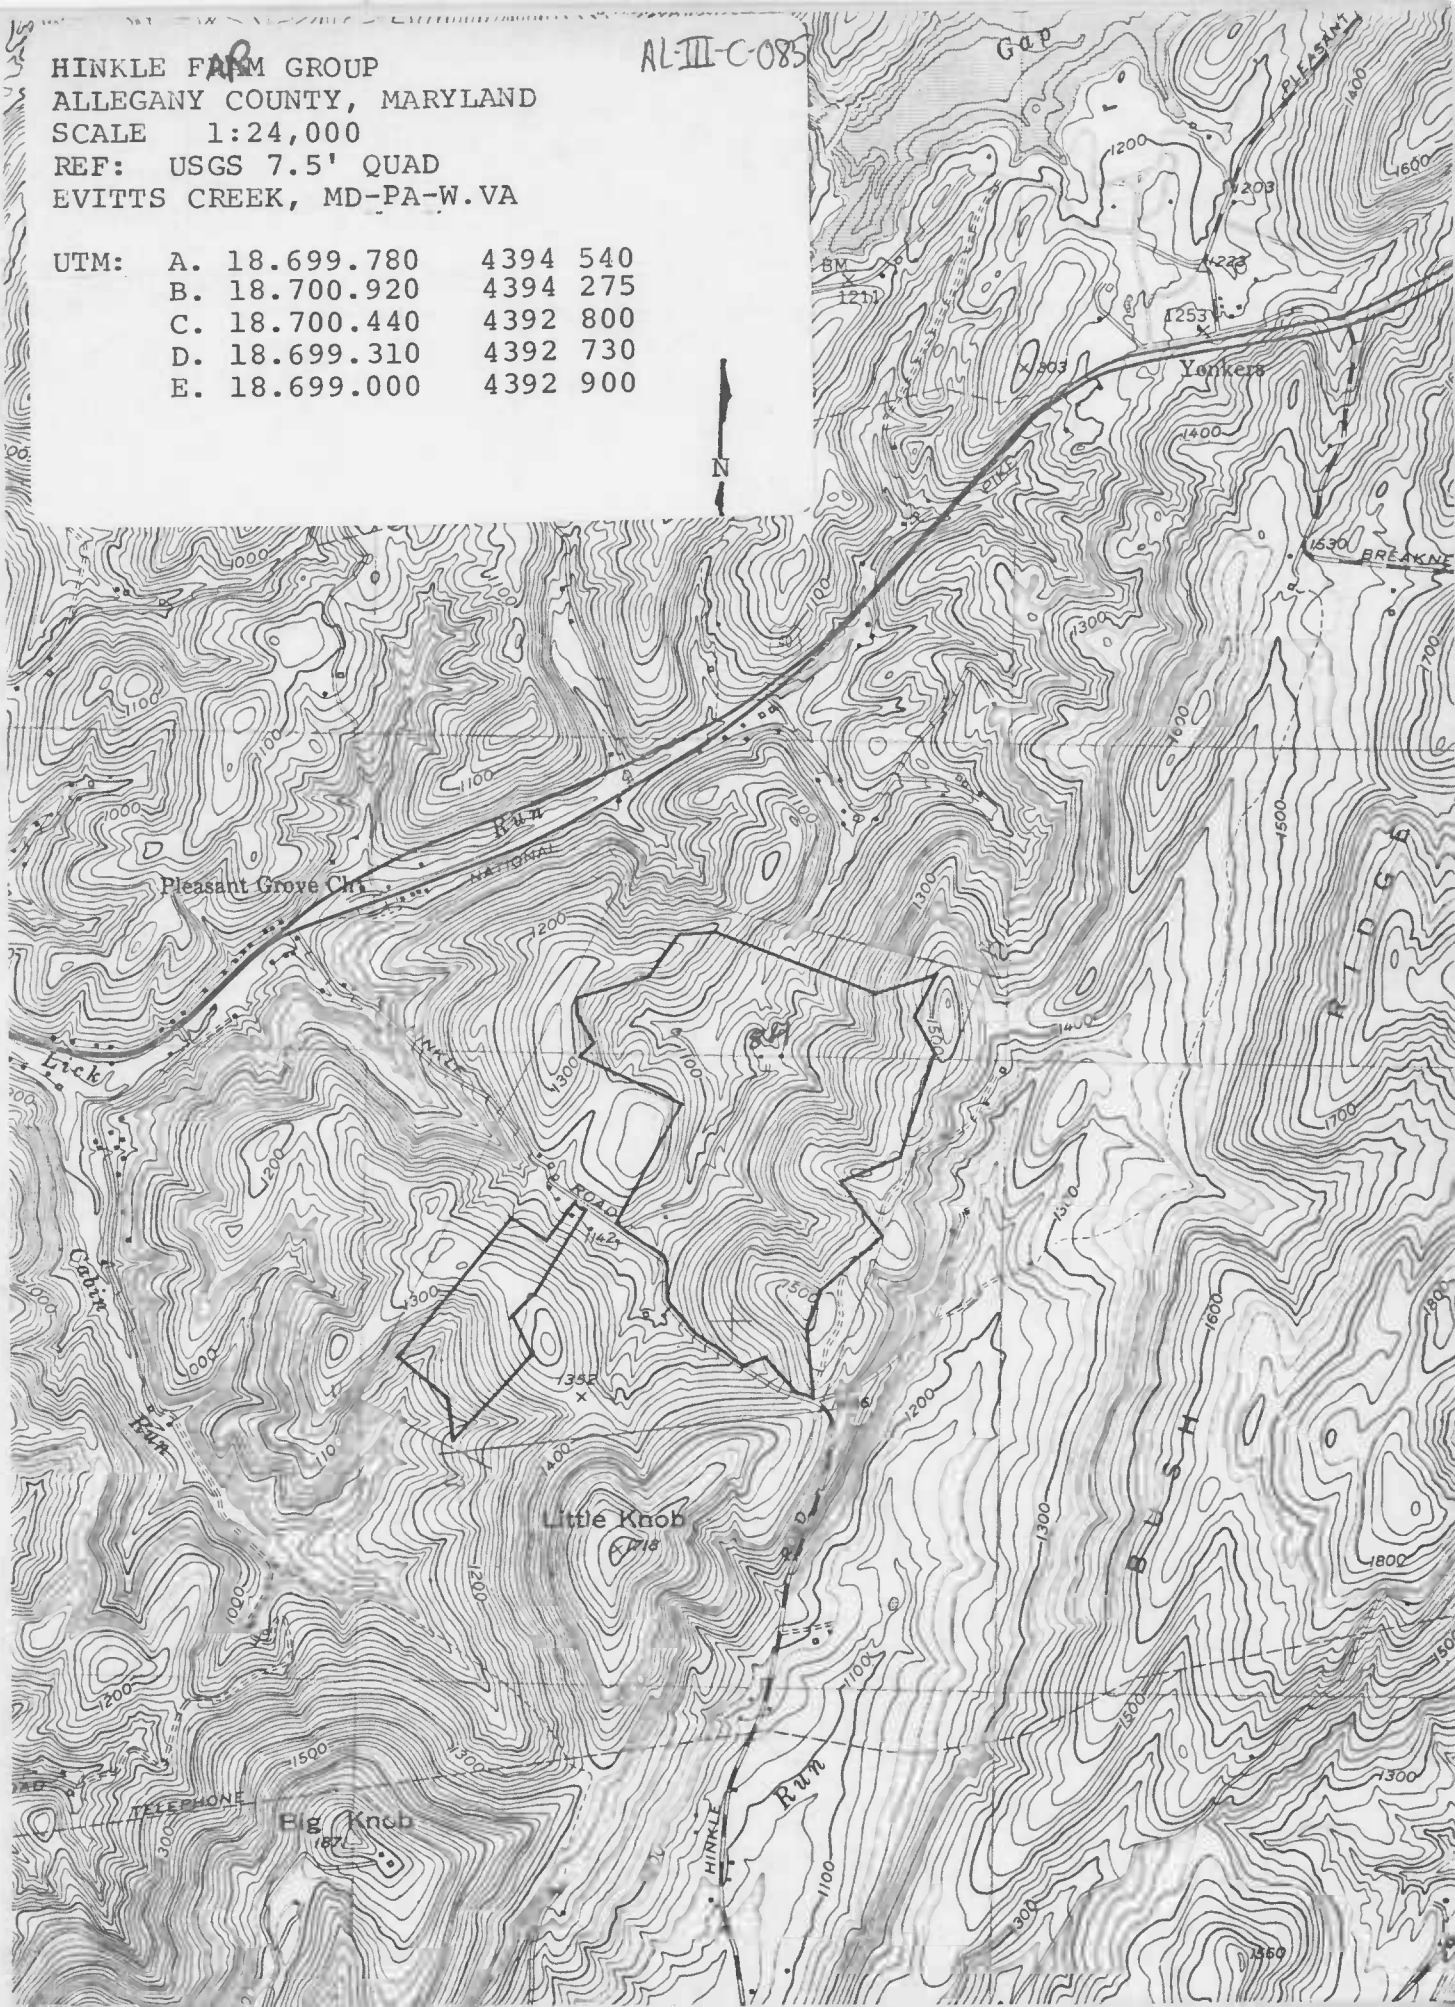 AL-III-C-085
HINKLE FARM GROUP
ALLEGANY COUNTY, MARYLAND
SCALE 1:24,000
REF: USGS 7.5' QUAD
EVITTS CREEK, MD-PA-W.VA
UTM: A. 18.699.780 4394 540
B. 18.700.920 4394 275
C. 18.700.440 4392 800
D. 18.699.310 4392 730
E. 18.699.000 4392 900
N
Gap
PLEASANT
1400
1200
1600
1203
BM
1211
1223
1253
Yonkers
1400
PIKE
1530
BREAKNE
1000
1100
1300
1700
1100
1100
1600
1100
1500
1000
Run
NATIONAL
Pleasant Grove Ch
1200
1300
RIDGE
1500
1400
Lick
1300
1100
1700
1200
ROAD
1142
1300
Cabin
1300
1500
1600
1800
1000
1352
1200
Run
1400
BUSH
Little Knob
1718
1300
1800
1200
1000
1100
1200
1500
1500
1300
Run
1300
TELEPHONE
Big Knob
HINKLE
1100
1300
1560